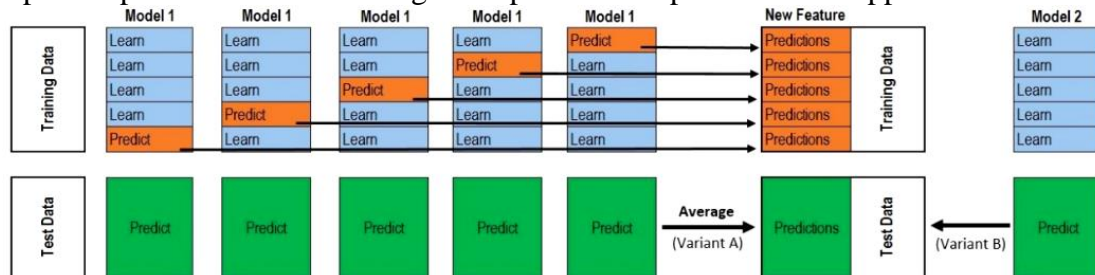 Model 1 Model 1 Model 1 Model 1 Model 1 New Feature Model 2
Training Data
Learn Learn Learn Learn Predict Predictions Learn
Learn Learn Learn Predict Learn Predictions Learn
Learn Learn Predict Learn Learn Predictions Learn
Learn Predict Learn Learn Learn Predictions Learn
Predict Learn Learn Learn Learn Predictions Learn
Training Data
Test Data
Predict Predict Predict Predict Predict
Average
(Variant A)
Predictions
Test Data
(Variant B)
Predict